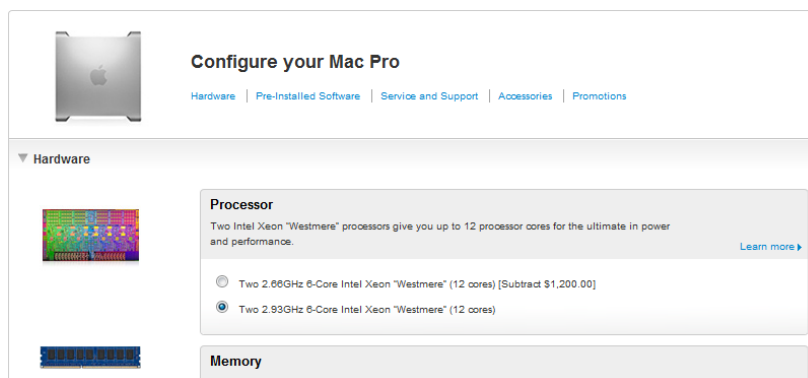 Configure your Mac Pro
Hardware | Pre-Installed Software | Service and Support | Accessories | Promotions
Hardware
Processor
Two Intel Xeon "Westmere" processors give you up to 12 processor cores for the ultimate in power
and performance.
Learn more
Two 2.66GHz 6-Core Intel Xeon "Westmere" (12 cores) [Subtract $1,200.00]
Two 2.93GHz 6-Core Intel Xeon "Westmere" (12 cores)
Memory